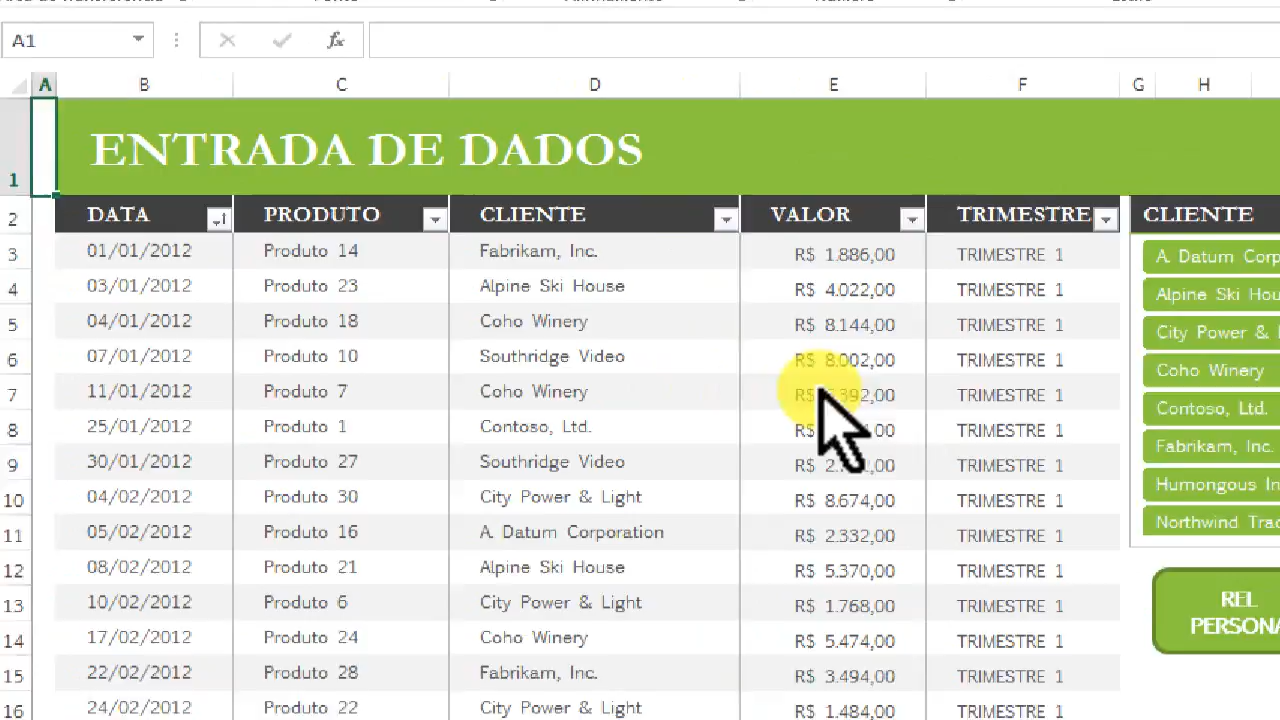 A1
fx
A B C D E F G H
1 ENTRADA DE DADOS
2 DATA PRODUTO CLIENTE VALOR TRIMESTRE CLIENTE
3 01/01/2012 Produto 14 Fabrikam, Inc. R$ 1.886,00 TRIMESTRE 1
A. Datum Corp
4 03/01/2012 Produto 23 Alpine Ski House R$ 4.022,00 TRIMESTRE 1
Alpine Ski Hou
5 04/01/2012 Produto 18 Coho Winery R$ 8.144,00 TRIMESTRE 1
City Power &
6 07/01/2012 Produto 10 Southridge Video R$ 8.002,00 TRIMESTRE 1
Coho Winery
7 11/01/2012 Produto 7 Coho Winery R$ TRIMESTRE 1
Contoso, Ltd.
8 25/01/2012 Produto 1 Contoso, Ltd. R$ TRIMESTRE 1
Fabrikam, Inc.
9 30/01/2012 Produto 27 Southridge Video R$ TRIMESTRE 1
Humongous In
10 04/02/2012 Produto 30 City Power & Light R$ 8.674,00 TRIMESTRE 1
Northwind Trad
11 05/02/2012 Produto 16 A. Datum Corporation R$ 2.332,00 TRIMESTRE 1
12 08/02/2012 Produto 21 Alpine Ski House R$ 5.370,00 TRIMESTRE 1
13 10/02/2012 Produto 6 City Power & Light R$ 1.768,00 TRIMESTRE 1
REL
PERSONA
14 17/02/2012 Produto 24 Coho Winery R$ 5.474,00 TRIMESTRE 1
15 22/02/2012 Produto 28 Fabrikam, Inc. R$ 3.494,00 TRIMESTRE 1
16 24/02/2012 Produto 22 City Power & Light R$ 1.484,00 TRIMESTRE 1